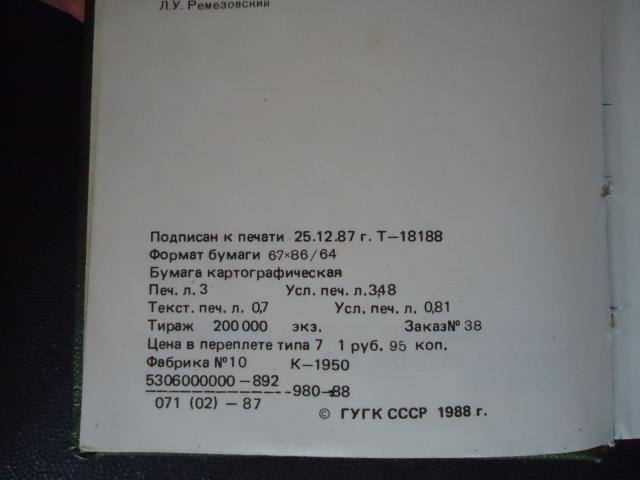 Л.У. Ремезовский
Подписан к печати 25.12.87 г. Т–18188
Формат бумаги 67×86/64
Бумага картографическая
Печ. л. 3 Усл. печ. л. 3,48
Текст. печ. л. 0,7 Усл. печ. л. 0,81
Тираж 200 000 экз. Заказ № 38
Цена в переплете типа 7 1 руб. 95 коп.
Фабрика № 10 К–1950
5306000000–892
–980–88
071 (02) – 87
© ГУГК СССР 1988 г.